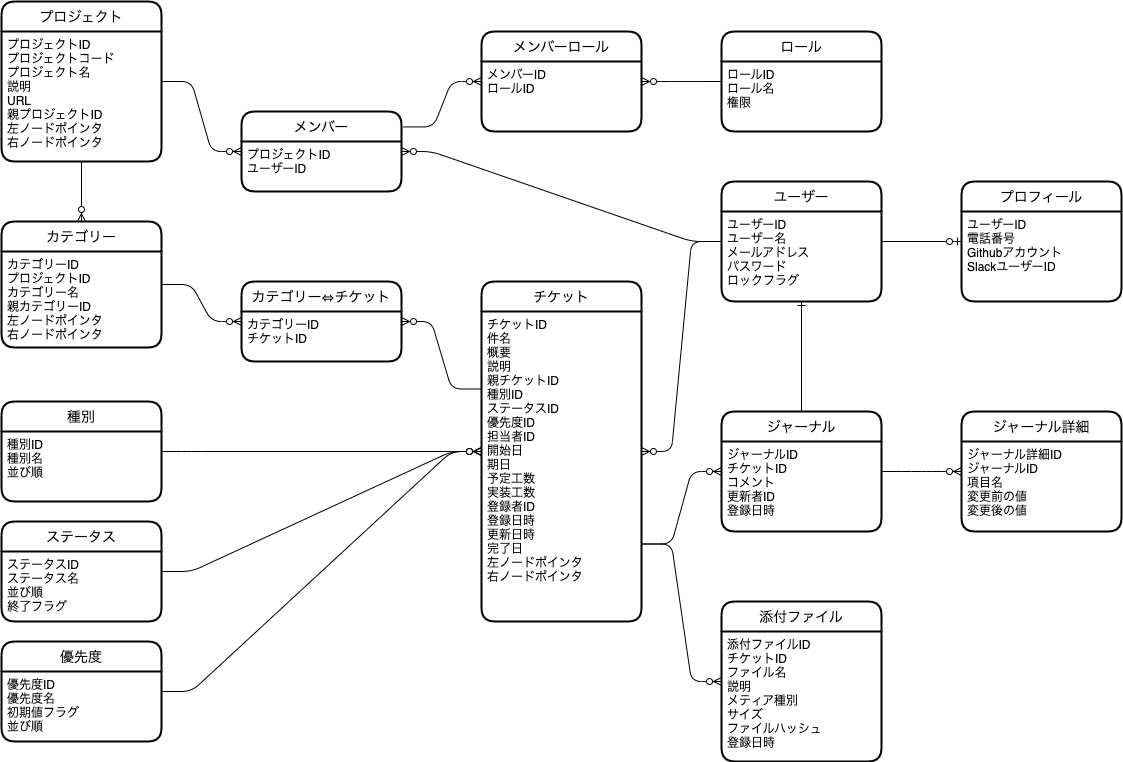 プロジェクト
プロジェクトID
プロジェクトコード
プロジェクト名
説明
URL
親プロジェクトID
左ノードポインタ
右ノードポインタ
メンバー
プロジェクトID
ユーザーID
メンバーロール
メンバーID
ロールID
ロール
ロールID
ロール名
権限
カテゴリー
カテゴリーID
プロジェクトID
カテゴリー名
親カテゴリーID
左ノードポインタ
右ノードポインタ
カテゴリー⇔チケット
カテゴリーID
チケットID
チケット
チケットID
件名
概要
説明
親チケットID
種別ID
ステータスID
優先度ID
担当者ID
開始日
期日
予定工数
実装工数
登録者ID
登録日時
更新日時
完了日
左ノードポインタ
右ノードポインタ
ユーザー
ユーザーID
ユーザー名
メールアドレス
パスワード
ロックフラグ
プロフィール
ユーザーID
電話番号
Githubアカウント
SlackユーザーID
種別
種別ID
種別名
並び順
ステータス
ステータスID
ステータス名
並び順
終了フラグ
優先度
優先度ID
優先度名
初期値フラグ
並び順
ジャーナル
ジャーナルID
チケットID
コメント
更新者ID
登録日時
ジャーナル詳細
ジャーナル詳細ID
ジャーナルID
項目名
変更前の値
変更後の値
添付ファイル
添付ファイルID
チケットID
ファイル名
説明
メティア種別
サイズ
ファイルハッシュ
登録日時